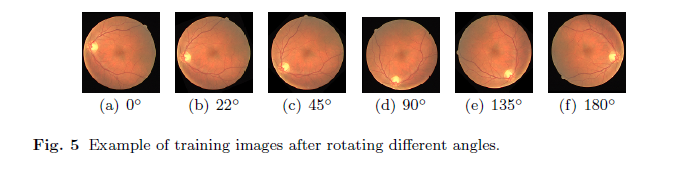 (a) 0° (b) 22° (c) 45° (d) 90° (e) 135° (f) 180°
Fig. 5 Example of training images after rotating different angles.